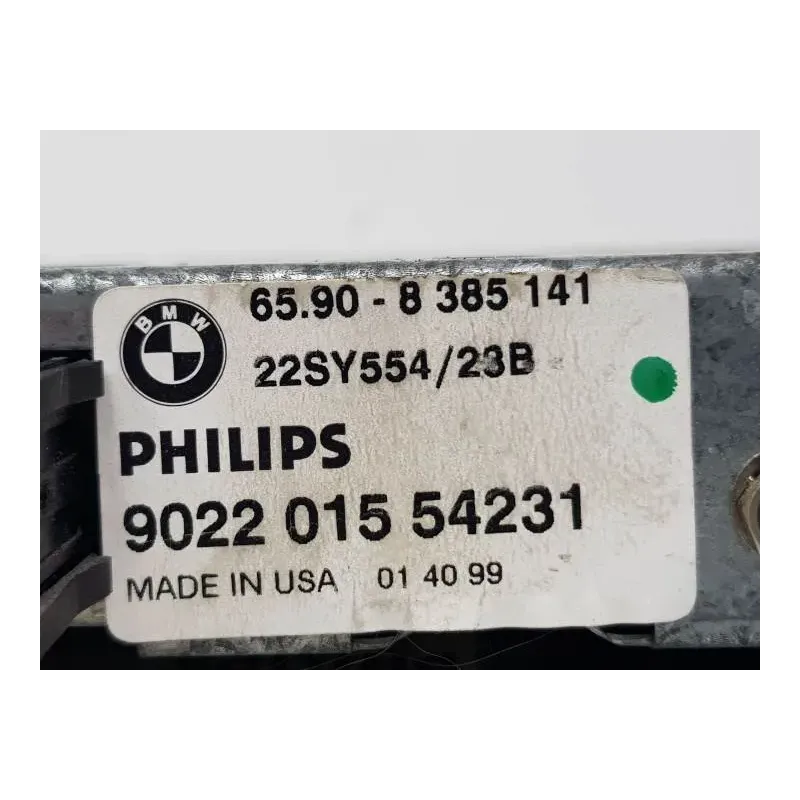 BMW
65.90 - 8 385 141
22SY554/23B
PHILIPS
9022 015 54231
MADE IN USA 01 40 99